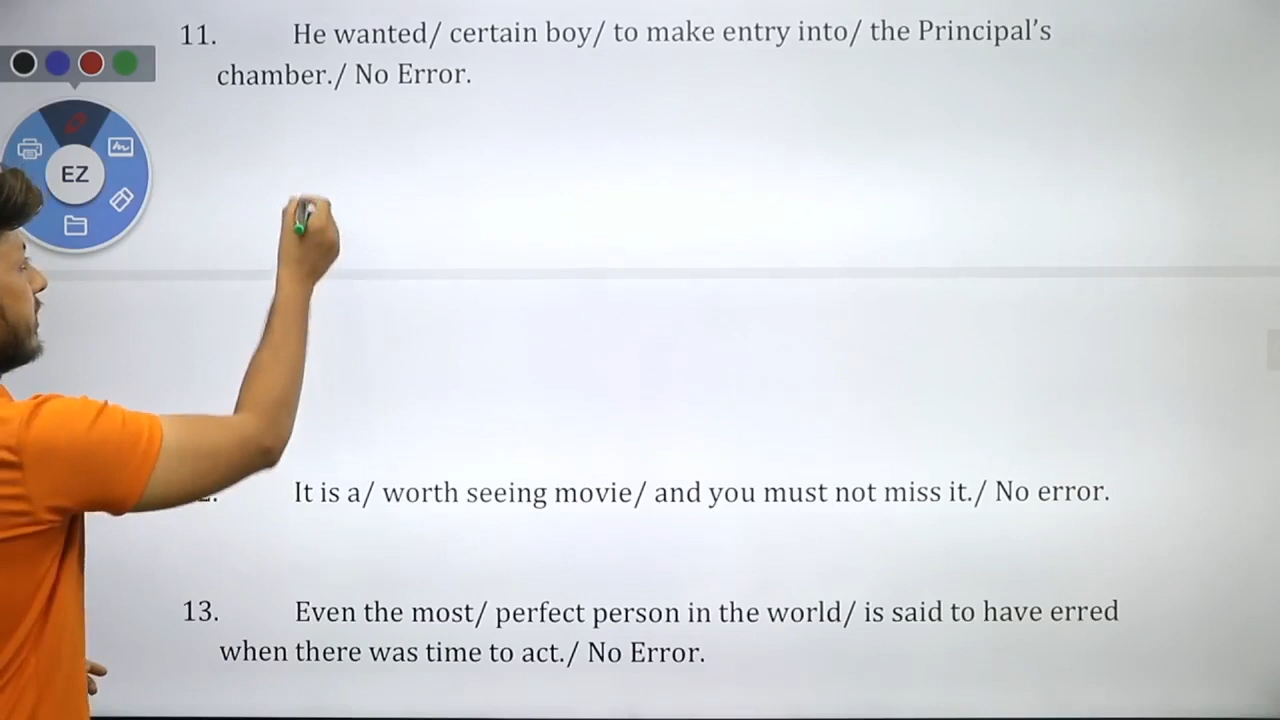 11. He wanted/ certain boy/ to make entry into/ the Principal's
chamber./ No Error.
EZ
It is a/ worth seeing movie/ and you must not miss it./ No error.
13. Even the most/ perfect person in the world/ is said to have erred
when there was time to act./ No Error.